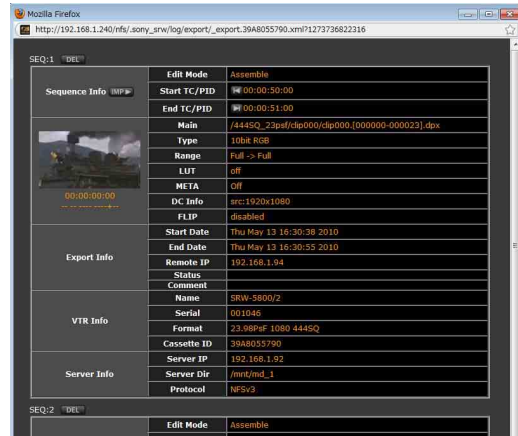 Mozilla Firefox
http://192.168.1.240/nfs/.sony_srw/log/export/_export.39A8055790.xml?1273736822316
SEQ:1 DEL
Sequence Info IMP
Edit Mode Assemble
Start TC/PID 00:00:50:00
End TC/PID 00:00:51:00
00:00:00:00
Main /444SQ_23psf/clip000/clip000.[000000-000023].dpx
Type 10bit RGB
Range Full -> Full
LUT off
META Off
DC Info src:1920x1080
FLIP disabled
Export Info
Start Date Thu May 13 16:30:38 2010
End Date Thu May 13 16:30:55 2010
Remote IP 192.168.1.94
Status
Comment
VTR Info
Name SRW-5800/2
Serial 001046
Format 23.98PsF 1080 444SQ
Cassette ID 39A8055790
Server Info
Server IP 192.168.1.92
Server Dir /mnt/md_1
Protocol NFSv3
SEQ:2 DEL
Edit Mode Assemble